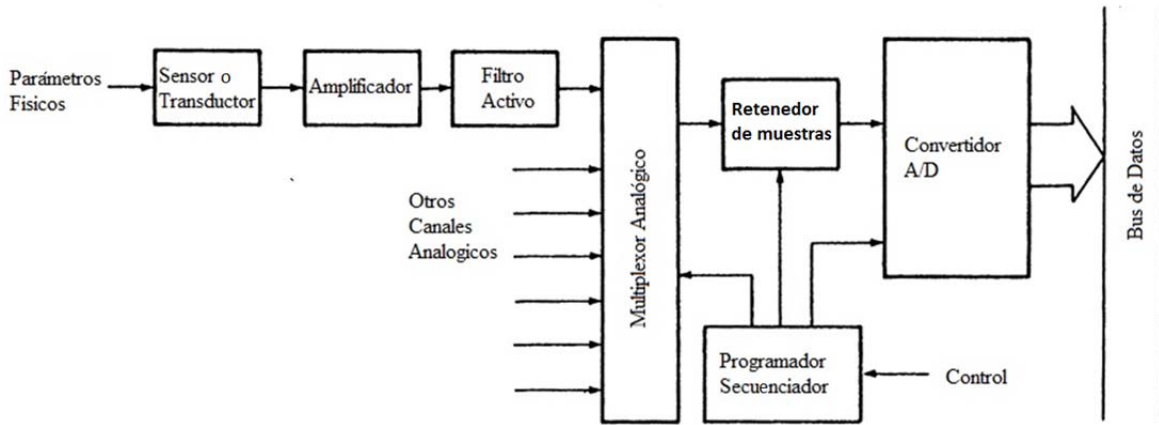 Parámetros
Fisicos
Sensor o
Transductor
Amplificador
Filtro
Activo
Otros
Canales
Analogicos
Multiplexor Analógico
Retenedor
de muestras
Convertidor
A/D
Programador
Secuenciador
Control
Bus de Datos